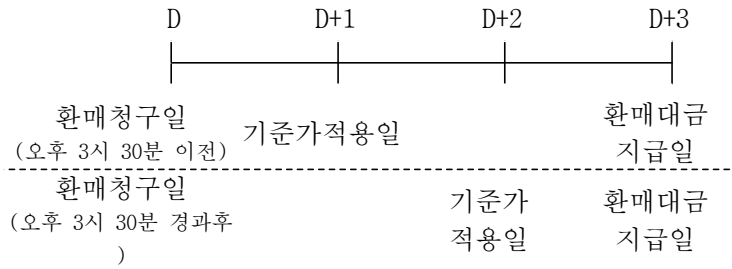 D D+1 D+2 D+3
환매청구일 기준가적용일 환매대금
(오후 3시 30분 이전) 지급일
환매청구일 기준가 환매대금
(오후 3시 30분 경과후 적용일 지급일
)